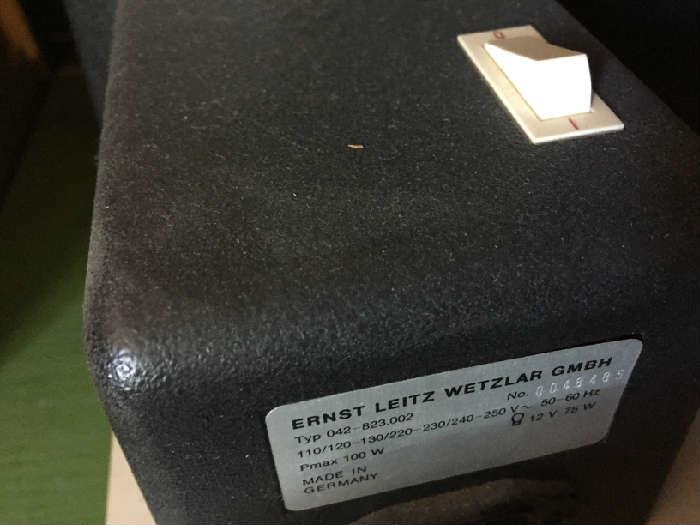 0
I
ERNST LEITZ WETZLAR GMBH
Typ 042-823.002 No. 0048485
110/120-130/220-230/240-250 V~ 50-60 Hz
Pmax 100 W 12 V 75 W
MADE IN
GERMANY